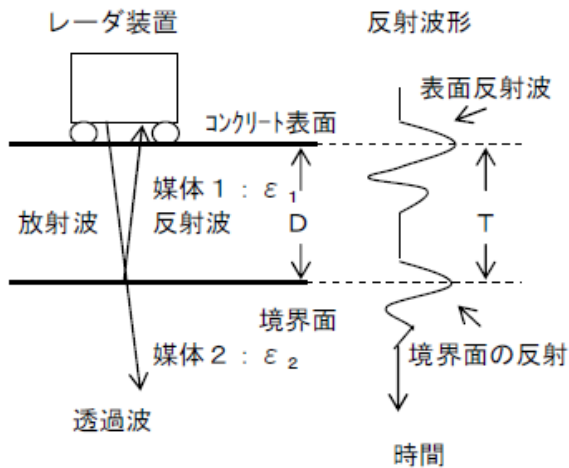 レーダ装置
反射波形
表面反射波
コンクリート表面
媒体1:ε1
放射波
反射波
D
T
境界面
媒体2:ε2
境界面の反射
透過波
時間